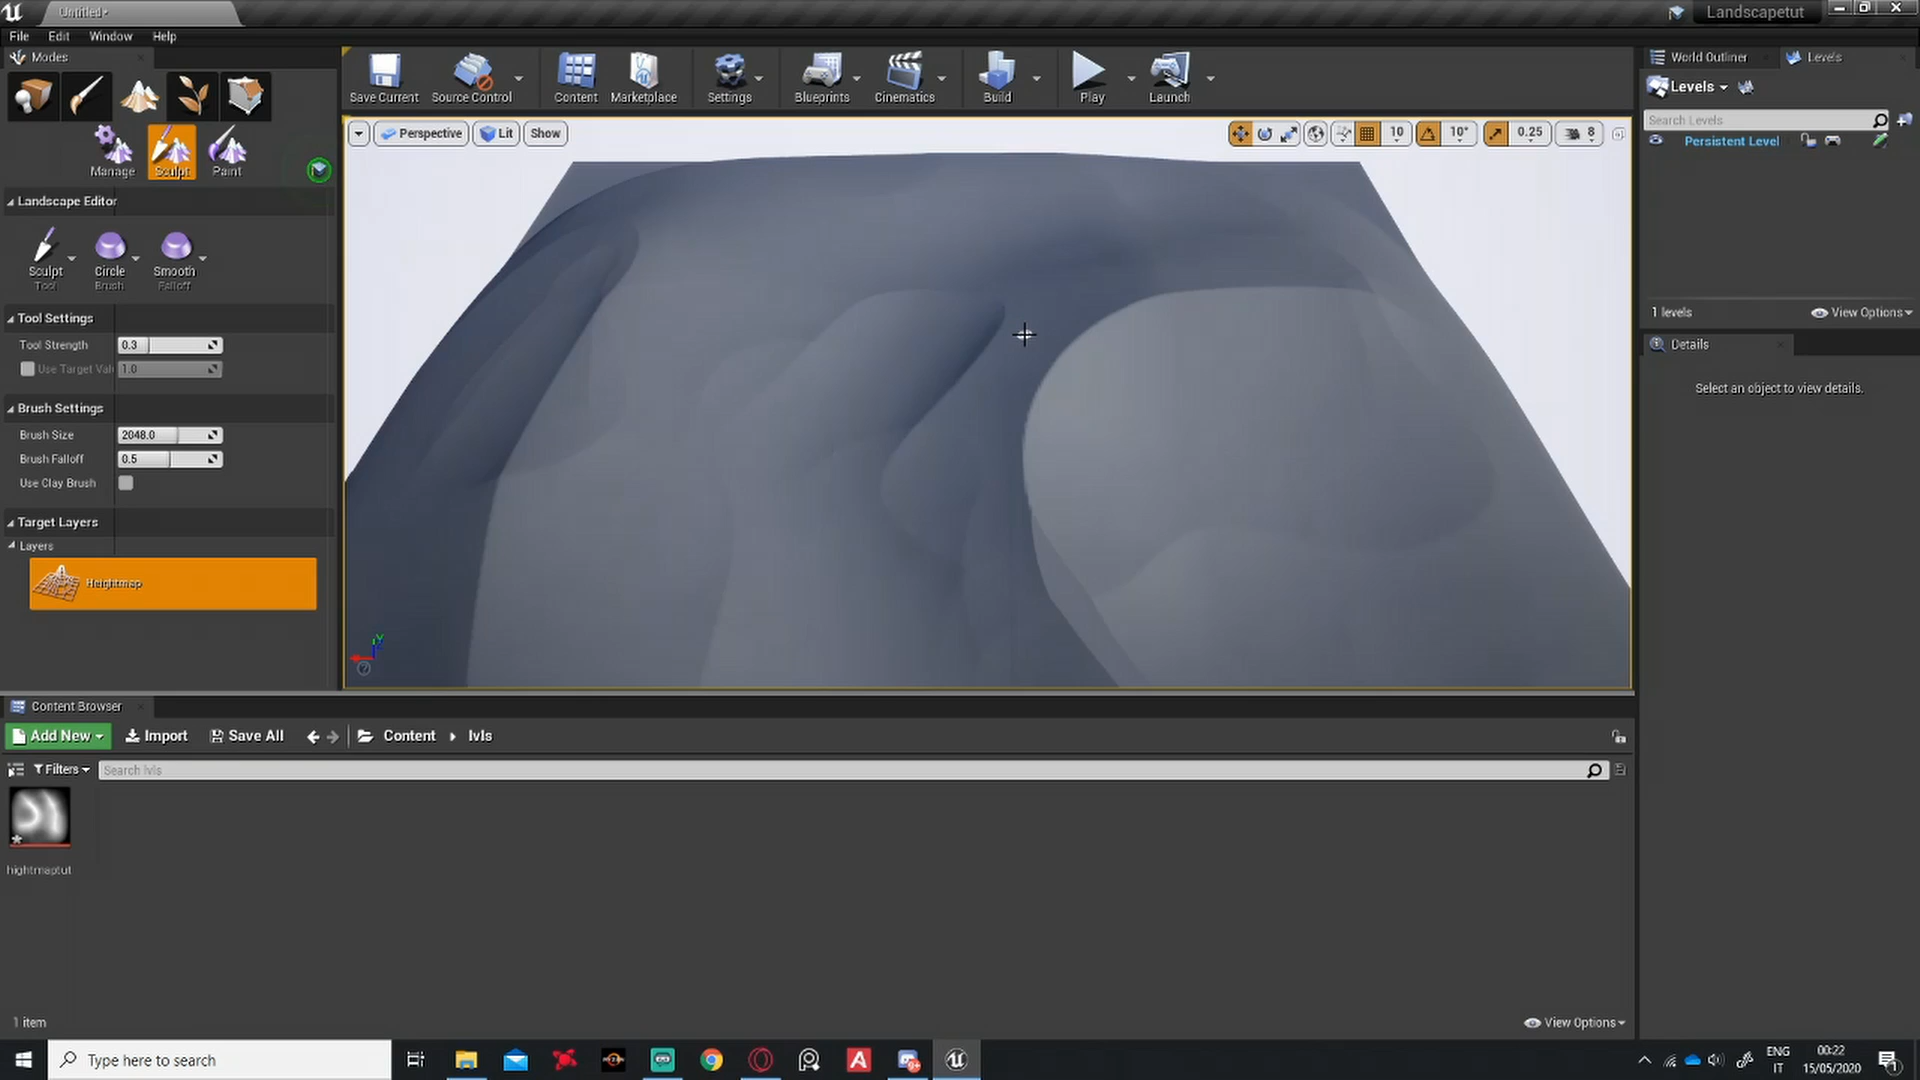 Untitled*
Landscapetut
File Edit Window Help
Modes
Save Current Source Control Content Marketplace Settings Blueprints Cinematics Build Play Launch
Manage Sculpt Paint
Perspective Lit Show 10 10° 0.25 8
Landscape Editor
Sculpt Circle Smooth
Tool Brush Falloff
Tool Settings
Tool Strength 0.3
Use Target Val 1.0
Brush Settings
Brush Size 2048.0
Brush Falloff 0.5
Use Clay Brush
Target Layers
Layers
Heightmap
World Outliner Levels
Levels
Search Levels
Persistent Level
1 levels View Options
Details
Select an object to view details.
Content Browser
Add New Import Save All Content lvls
Filters Search lvls
hightmaptut
1 item View Options
Type here to search
ENG 00:22
IT 15/05/2020